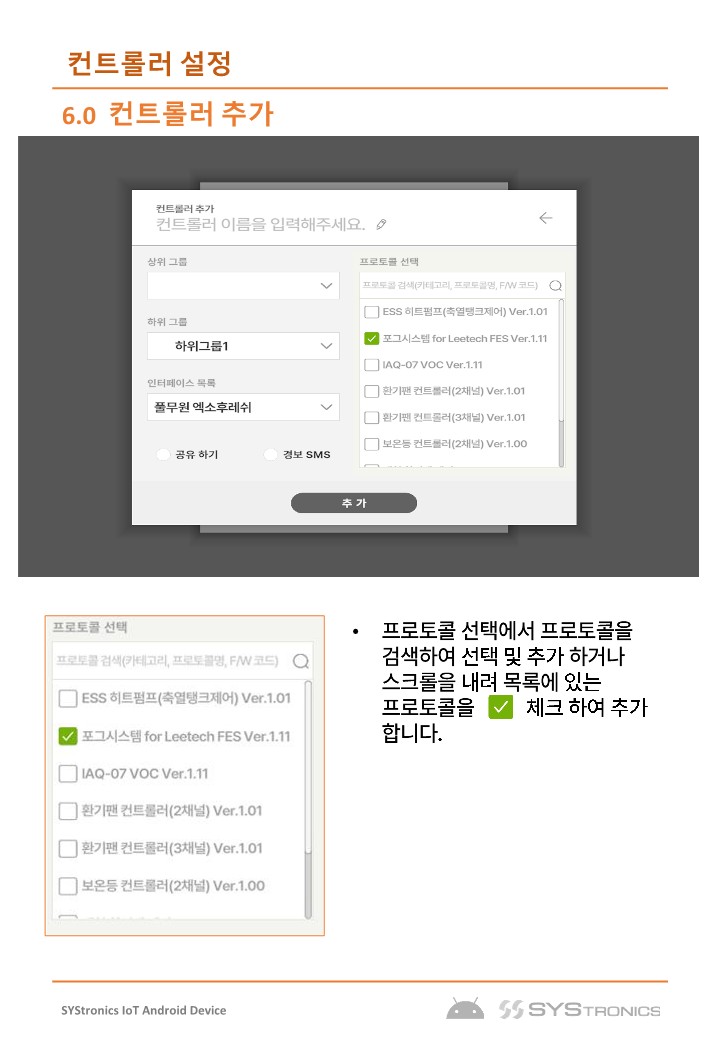 컨트롤러 설정
6.0 컨트롤러 추가
컨트롤러 추가
컨트롤러 이름을 입력해주세요.
상위 그룹
하위 그룹
하위그룹1
인터페이스 목록
풀무원 엑소후레쉬
공유 하기
경보 SMS
프로토콜 선택
프로토콜 검색(카테고리, 프로토콜명, F/W 코드)
ESS 히트펌프(축열탱크제어) Ver.1.01
포그시스템 for Leetech FES Ver.1.11
IAQ-07 VOC Ver.1.11
환기팬 컨트롤러(2채널) Ver.1.01
환기팬 컨트롤러(3채널) Ver.1.01
보온등 컨트롤러(2채널) Ver.1.00
추 가
프로토콜 선택
프로토콜 검색(카테고리, 프로토콜명, F/W 코드)
ESS 히트펌프(축열탱크제어) Ver.1.01
포그시스템 for Leetech FES Ver.1.11
IAQ-07 VOC Ver.1.11
환기팬 컨트롤러(2채널) Ver.1.01
환기팬 컨트롤러(3채널) Ver.1.01
보온등 컨트롤러(2채널) Ver.1.00
• 프로토콜 선택에서 프로토콜을
검색하여 선택 및 추가 하거나
스크롤을 내려 목록에 있는
프로토콜을 체크 하여 추가
합니다.
SYStronics IoT Android Device
SYSTRONICS